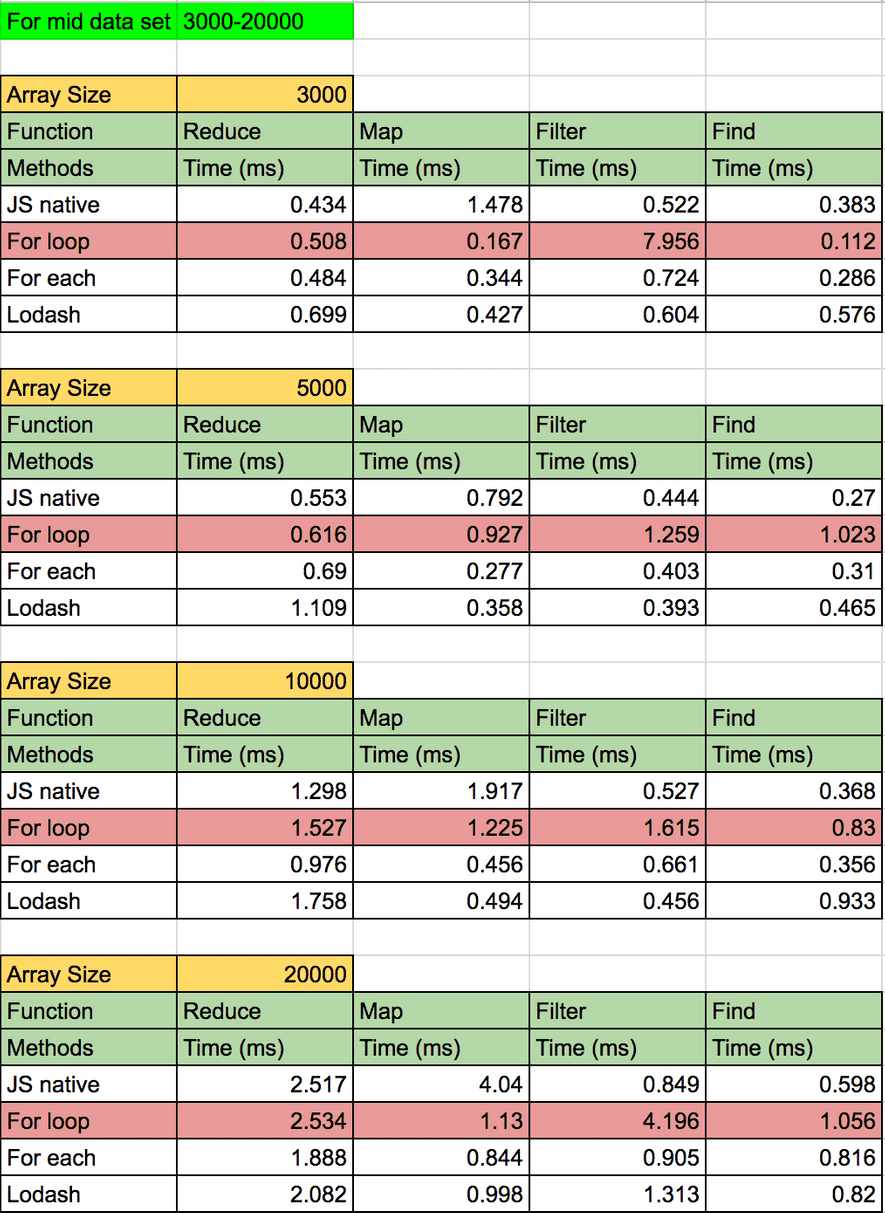 For mid data set 3000-20000
Array Size 3000
Function Reduce Map Filter Find
Methods Time (ms) Time (ms) Time (ms) Time (ms)
JS native 0.434 1.478 0.522 0.383
For loop 0.508 0.167 7.956 0.112
For each 0.484 0.344 0.724 0.286
Lodash 0.699 0.427 0.604 0.576
Array Size 5000
Function Reduce Map Filter Find
Methods Time (ms) Time (ms) Time (ms) Time (ms)
JS native 0.553 0.792 0.444 0.27
For loop 0.616 0.927 1.259 1.023
For each 0.69 0.277 0.403 0.31
Lodash 1.109 0.358 0.393 0.465
Array Size 10000
Function Reduce Map Filter Find
Methods Time (ms) Time (ms) Time (ms) Time (ms)
JS native 1.298 1.917 0.527 0.368
For loop 1.527 1.225 1.615 0.83
For each 0.976 0.456 0.661 0.356
Lodash 1.758 0.494 0.456 0.933
Array Size 20000
Function Reduce Map Filter Find
Methods Time (ms) Time (ms) Time (ms) Time (ms)
JS native 2.517 4.04 0.849 0.598
For loop 2.534 1.13 4.196 1.056
For each 1.888 0.844 0.905 0.816
Lodash 2.082 0.998 1.313 0.82